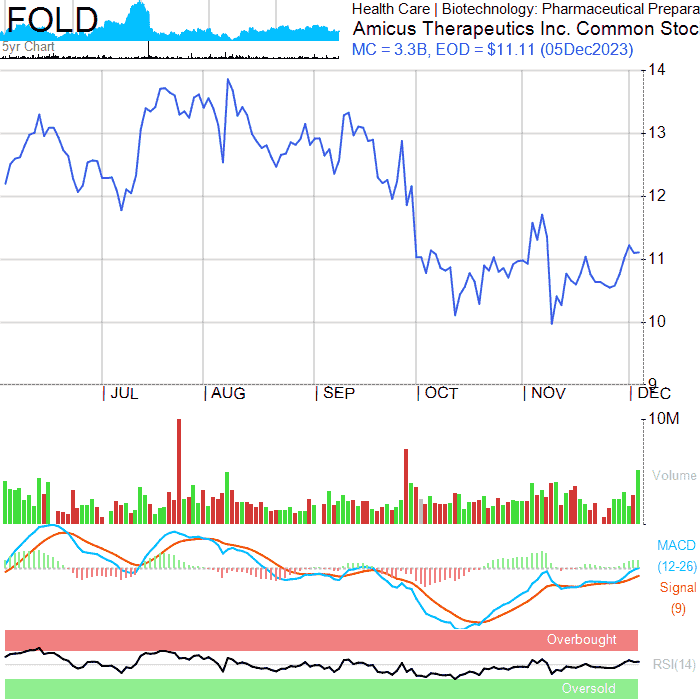 FOLD
5yr Chart
Health Care | Biotechnology: Pharmaceutical Prepara
Amicus Therapeutics Inc. Common Stoc
MC = 3.3B, EOD = $11.11 (05Dec2023)
14
13
12
11
10
9
JUL
AUG
SEP
OCT
NOV
DEC
10M
Volume
MACD
(12-26)
Signal
(9)
Overbought
RSI(14)
Oversold